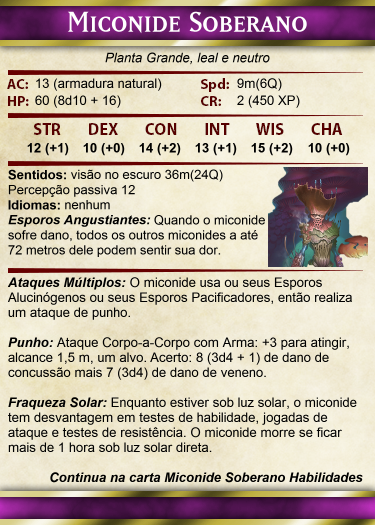 Miconide Soberano
Planta Grande, leal e neutro
AC: 13 (armadura natural) Spd: 9m(6Q)
HP: 60 (8d10 + 16) CR: 2 (450 XP)
STR DEX CON INT WIS CHA
12 (+1) 10 (+0) 14 (+2) 13 (+1) 15 (+2) 10 (+0)
Sentidos: visão no escuro 36m(24Q)
Percepção passiva 12
Idiomas: nenhum
Esporos Angustiantes: Quando o miconide
sofre dano, todos os outros miconides a até
72 metros dele podem sentir sua dor.
Ataques Múltiplos: O miconide usa ou seus Esporos
Alucinógenos ou seus Esporos Pacificadores, então realiza
um ataque de punho.
Punho: Ataque Corpo-a-Corpo com Arma: +3 para atingir,
alcance 1,5 m, um alvo. Acerto: 8 (3d4 + 1) de dano de
concussão mais 7 (3d4) de dano de veneno.
Fraqueza Solar: Enquanto estiver sob luz solar, o miconide
tem desvantagem em testes de habilidade, jogadas de
ataque e testes de resistência. O miconide morre se ficar
mais de 1 hora sob luz solar direta.
Continua na carta Miconide Soberano Habilidades